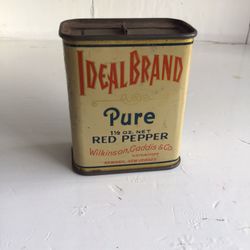 IDEAL BRAND
Pure
1½ OZ. NET
RED PEPPER
Wilkinson, Gaddis & Co.
NEWARK, NEW JERSEY